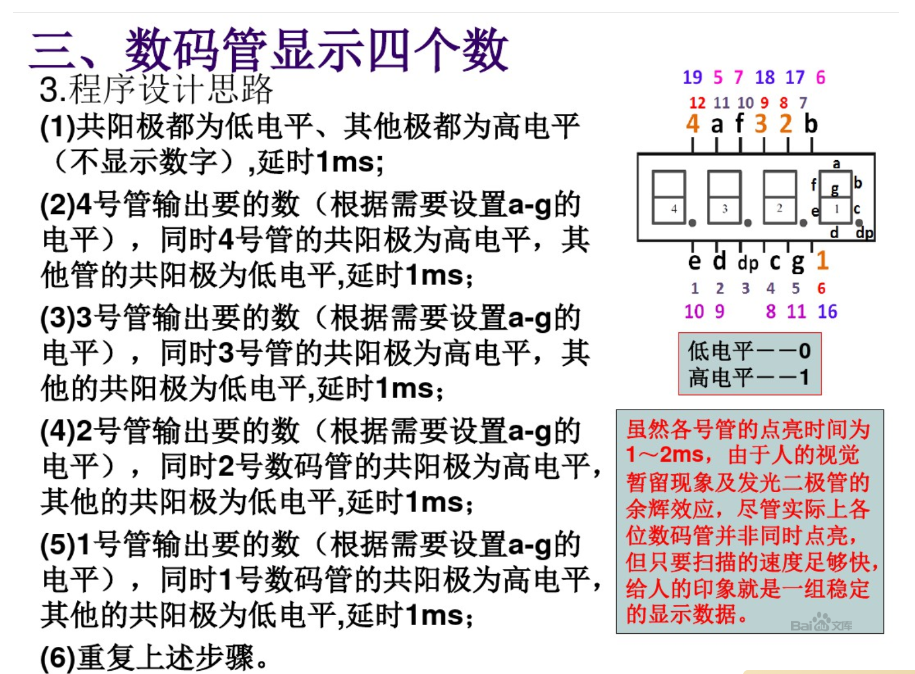 三、数码管显示四个数
3.程序设计思路
(1)共阳极都为低电平、其他极都为高电平
（不显示数字）,延时1ms;
(2)4号管输出要的数（根据需要设置a-g的
电平），同时4号管的共阳极为高电平，其
他管的共阳极为低电平,延时1ms；
(3)3号管输出要的数（根据需要设置a-g的
电平），同时3号管的共阳极为高电平，其
他的共阳极为低电平,延时1ms；
(4)2号管输出要的数（根据需要设置a-g的
电平），同时2号数码管的共阳极为高电平，
其他的共阳极为低电平,延时1ms；
(5)1号管输出要的数（根据需要设置a-g的
电平），同时1号数码管的共阳极为高电平，
其他的共阳极为低电平,延时1ms；
(6)重复上述步骤。
19 5 7 18 17 6
12 11 10 9 8 7
4 a f 3 2 b
a
f g b
4 3 2 e 1 c
d dp
e d dp c g 1
1 2 3 4 5 6
10 9 8 11 16
低电平－－0
高电平－－1
虽然各号管的点亮时间为
1～2ms，由于人的视觉
暂留现象及发光二极管的
余辉效应，尽管实际上各
位数码管并非同时点亮，
但只要扫描的速度足够快，
给人的印象就是一组稳定
的显示数据。
Bai文库